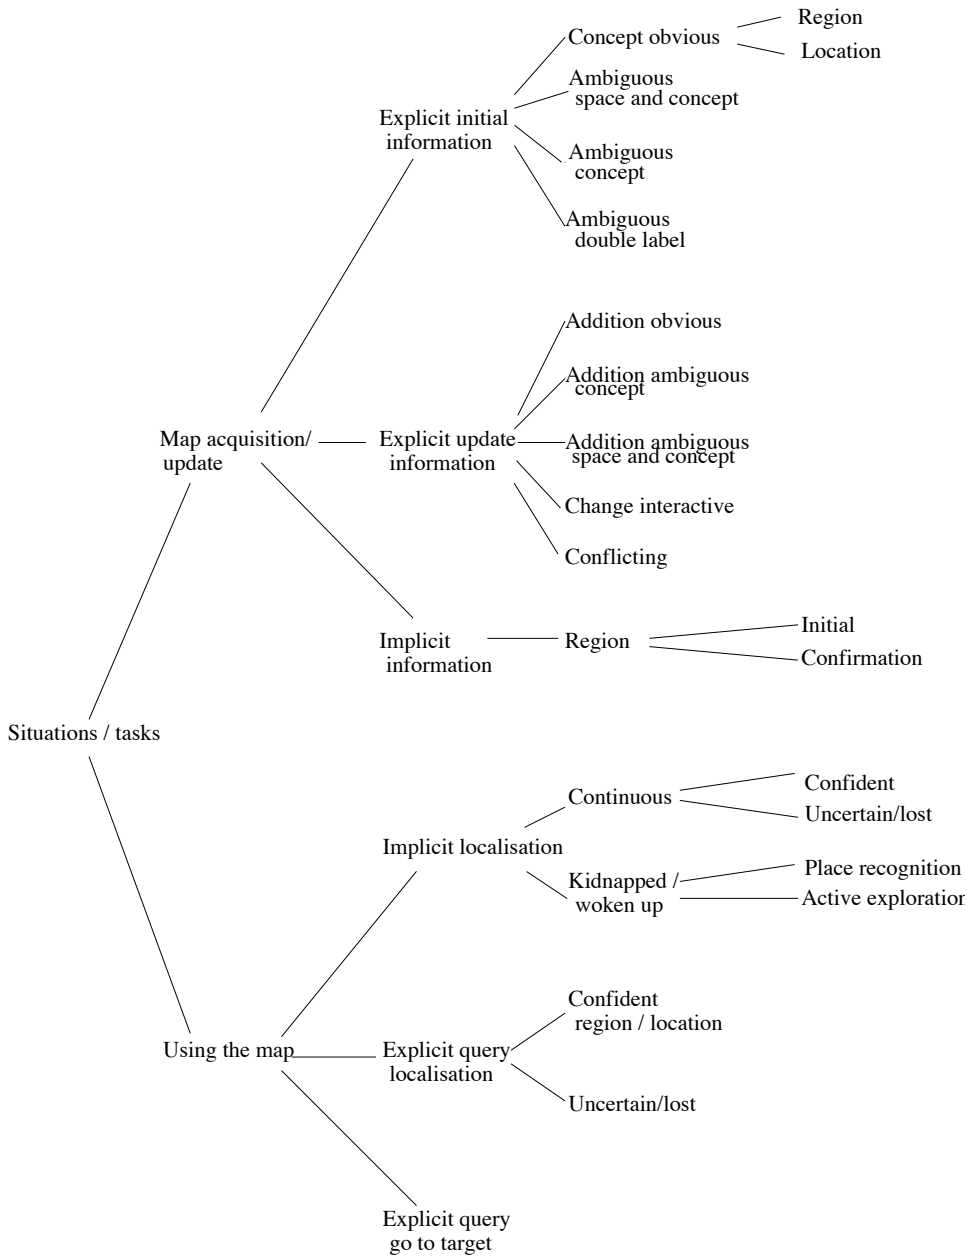 Region
Concept obvious
Location
Ambiguous
space and concept
Explicit initial
information
Ambiguous
concept
Ambiguous
double label
Addition obvious
Addition ambiguous
concept
Map acquisition/
update
Explicit update
information
Addition ambiguous
space and concept
Change interactive
Conflicting
Implicit
information
Region
Initial
Confirmation
Situations / tasks
Continuous
Confident
Uncertain/lost
Implicit localisation
Kidnapped /
woken up
Place recognition
Active exploration
Confident
region / location
Using the map
Explicit query
localisation
Uncertain/lost
Explicit query
go to target